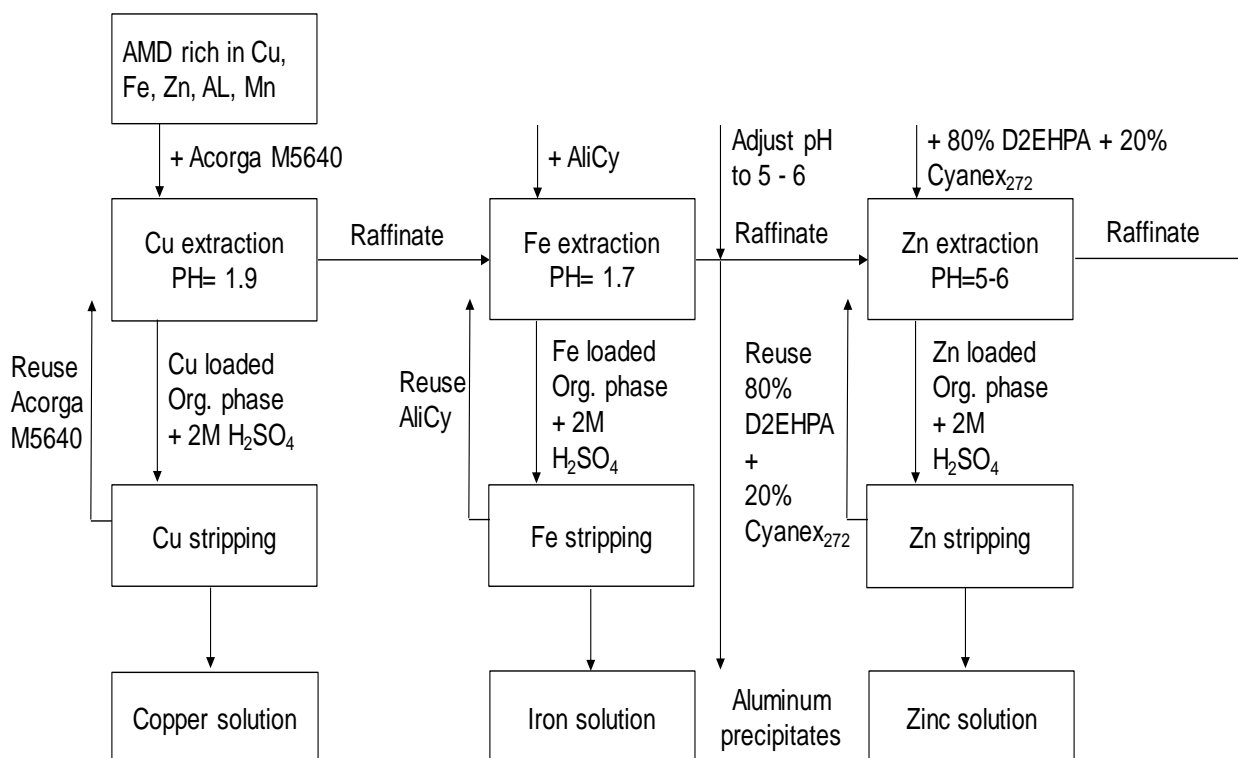 AMD rich in Cu,
Fe, Zn, AL, Mn
+ Acorga M5640
+ AliCy
Adjust pH
to 5 - 6
+ 80% D2EHPA + 20%
Cyanex₂₇₂
Cu extraction
PH= 1.9
Raffinate
Fe extraction
PH= 1.7
Raffinate
Zn extraction
PH=5-6
Raffinate
Reuse
Acorga
M5640
Cu loaded
Org. phase
+ 2M H₂SO₄
Reuse
AliCy
Fe loaded
Org. phase
+ 2M
H₂SO₄
Reuse
80%
D2EHPA
+
20%
Cyanex₂₇₂
Zn loaded
Org. phase
+ 2M
H₂SO₄
Cu stripping
Fe stripping
Zn stripping
Copper solution
Iron solution
Aluminum
precipitates
Zinc solution